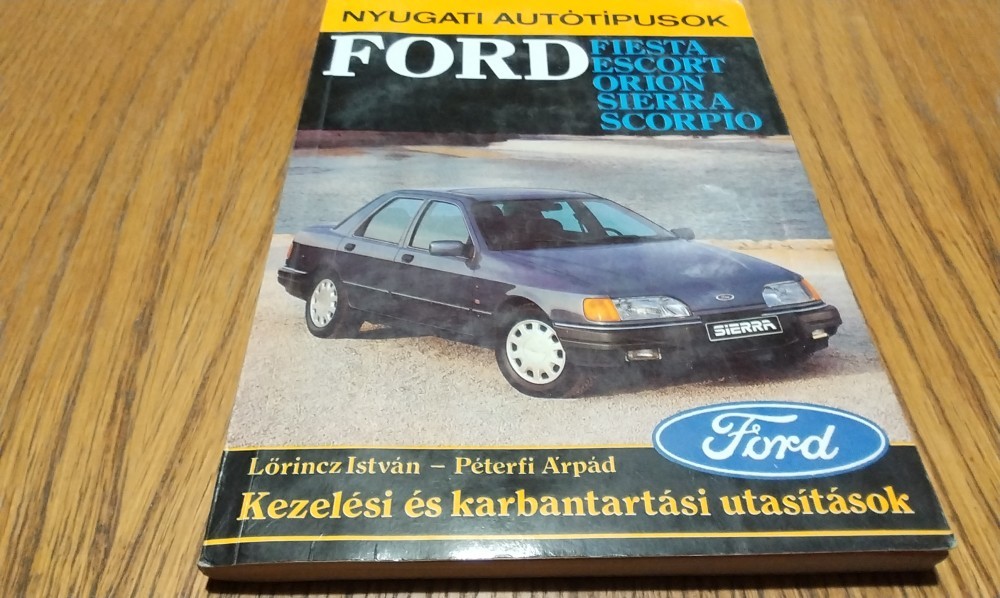 NYUGATI AUTÓTÍPUSOK
FORD
FIESTA
ESCORT
ORION
SIERRA
SCORPIO
SIERRA
Ford
Lőrincz István – Péterfi Árpád
Kezelési és karbantartási utasítások